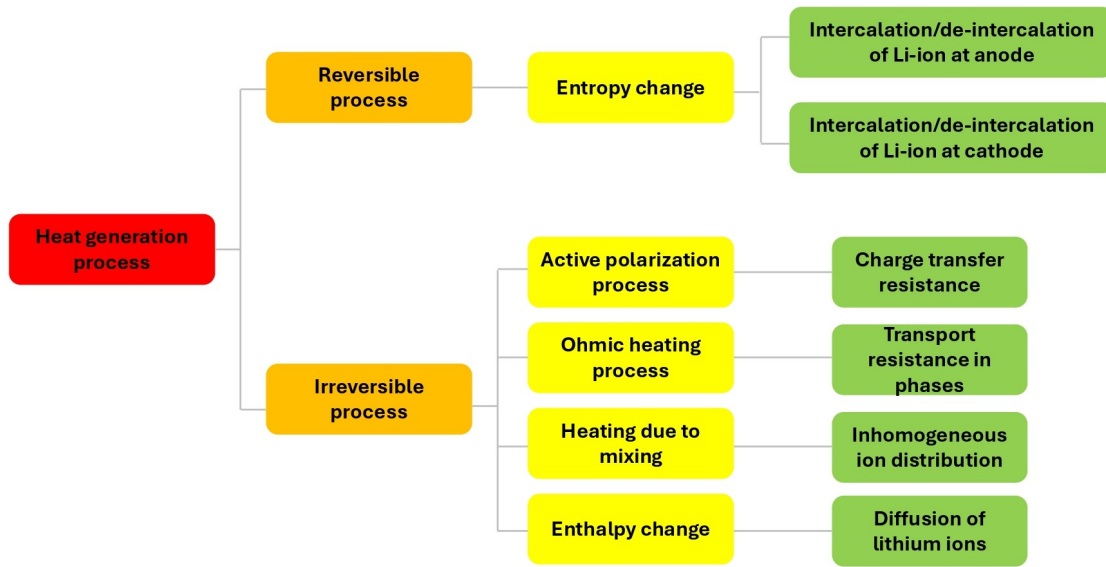 Heat generation
process
Reversible
process
Entropy change
Intercalation/de-intercalation
of Li-ion at anode
Intercalation/de-intercalation
of Li-ion at cathode
Irreversible
process
Active polarization
process
Charge transfer
resistance
Ohmic heating
process
Transport
resistance in
phases
Heating due to
mixing
Inhomogeneous
ion distribution
Enthalpy change
Diffusion of
lithium ions